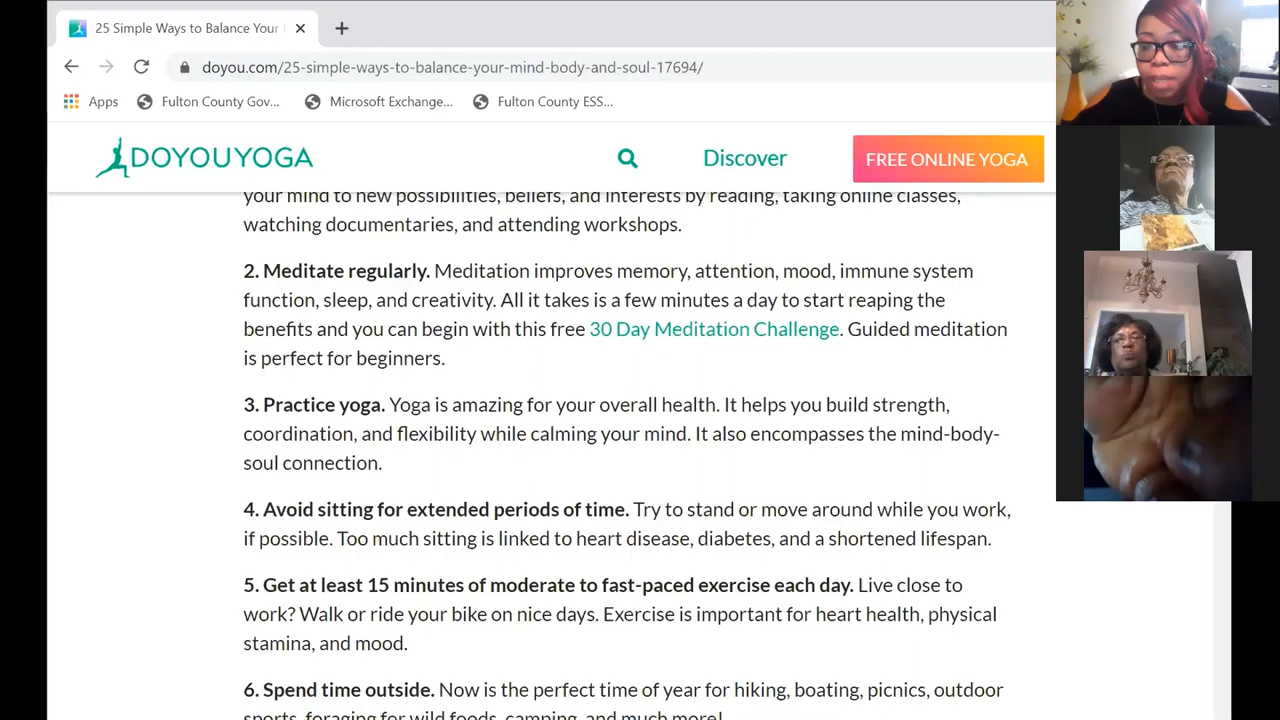 25 Simple Ways to Balance Your
doyou.com/25-simple-ways-to-balance-your-mind-body-and-soul-17694/
Apps Fulton County Gov... Microsoft Exchange... Fulton County ESS...
DOYOUYOGA Discover FREE ONLINE YOGA
your mind to new possibilities, beliefs, and interests by reading, taking online classes,
watching documentaries, and attending workshops.
2. Meditate regularly. Meditation improves memory, attention, mood, immune system
function, sleep, and creativity. All it takes is a few minutes a day to start reaping the
benefits and you can begin with this free 30 Day Meditation Challenge. Guided meditation
is perfect for beginners.
3. Practice yoga. Yoga is amazing for your overall health. It helps you build strength,
coordination, and flexibility while calming your mind. It also encompasses the mind-body-
soul connection.
4. Avoid sitting for extended periods of time. Try to stand or move around while you work,
if possible. Too much sitting is linked to heart disease, diabetes, and a shortened lifespan.
5. Get at least 15 minutes of moderate to fast-paced exercise each day. Live close to
work? Walk or ride your bike on nice days. Exercise is important for heart health, physical
stamina, and mood.
6. Spend time outside. Now is the perfect time of year for hiking, boating, picnics, outdoor
sports, foraging for wild foods, camping, and much more!